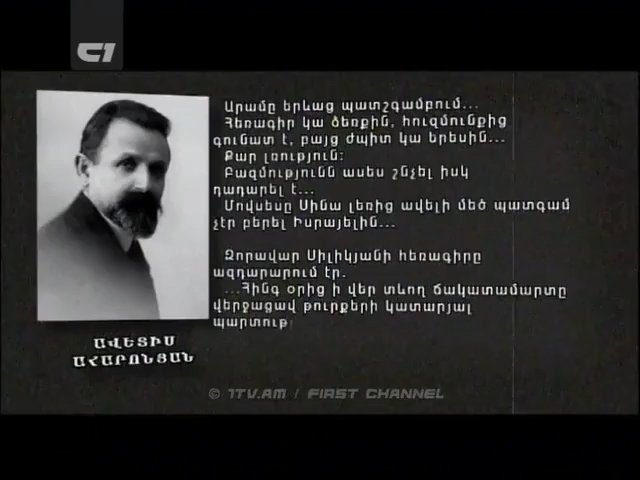 Արամը երևաց պատշգամբում...
Հեռագիր կա ձեռքին, հուզմունքից
գունատ է, բայց ժպիտ կա երեսին...
Քար լռություն:
Բազմությունն ասես շնչել իսկ
դադարել է...
Մովսեսը Սինա լեռից ավելի մեծ պատգամ
չէր բերել Իսրայելին...
Զորավար Սիլիկյանի հեռագիրը
ազդարարում էր.
...Հինգ օրից ի վեր տևող ճակատամարտը
վերջացավ թուրքերի կատարյալ
պարտութ
ԱՎԵՏԻՍ
ԱՀԱՐՈՆՅԱՆ
© 1TV.AM / FIRST CHANNEL